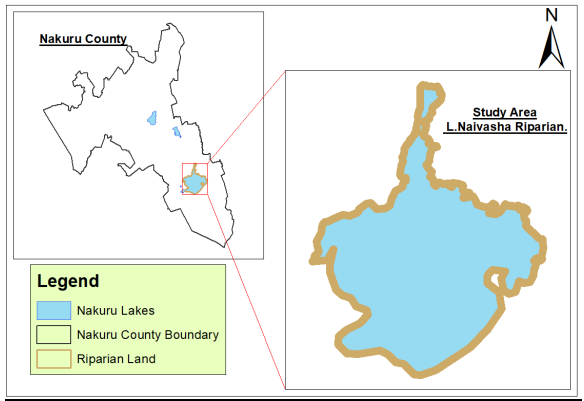 Nakuru County
N
Study Area
L.Naivasha Riparian.
Legend
Nakuru Lakes
Nakuru County Boundary
Riparian Land